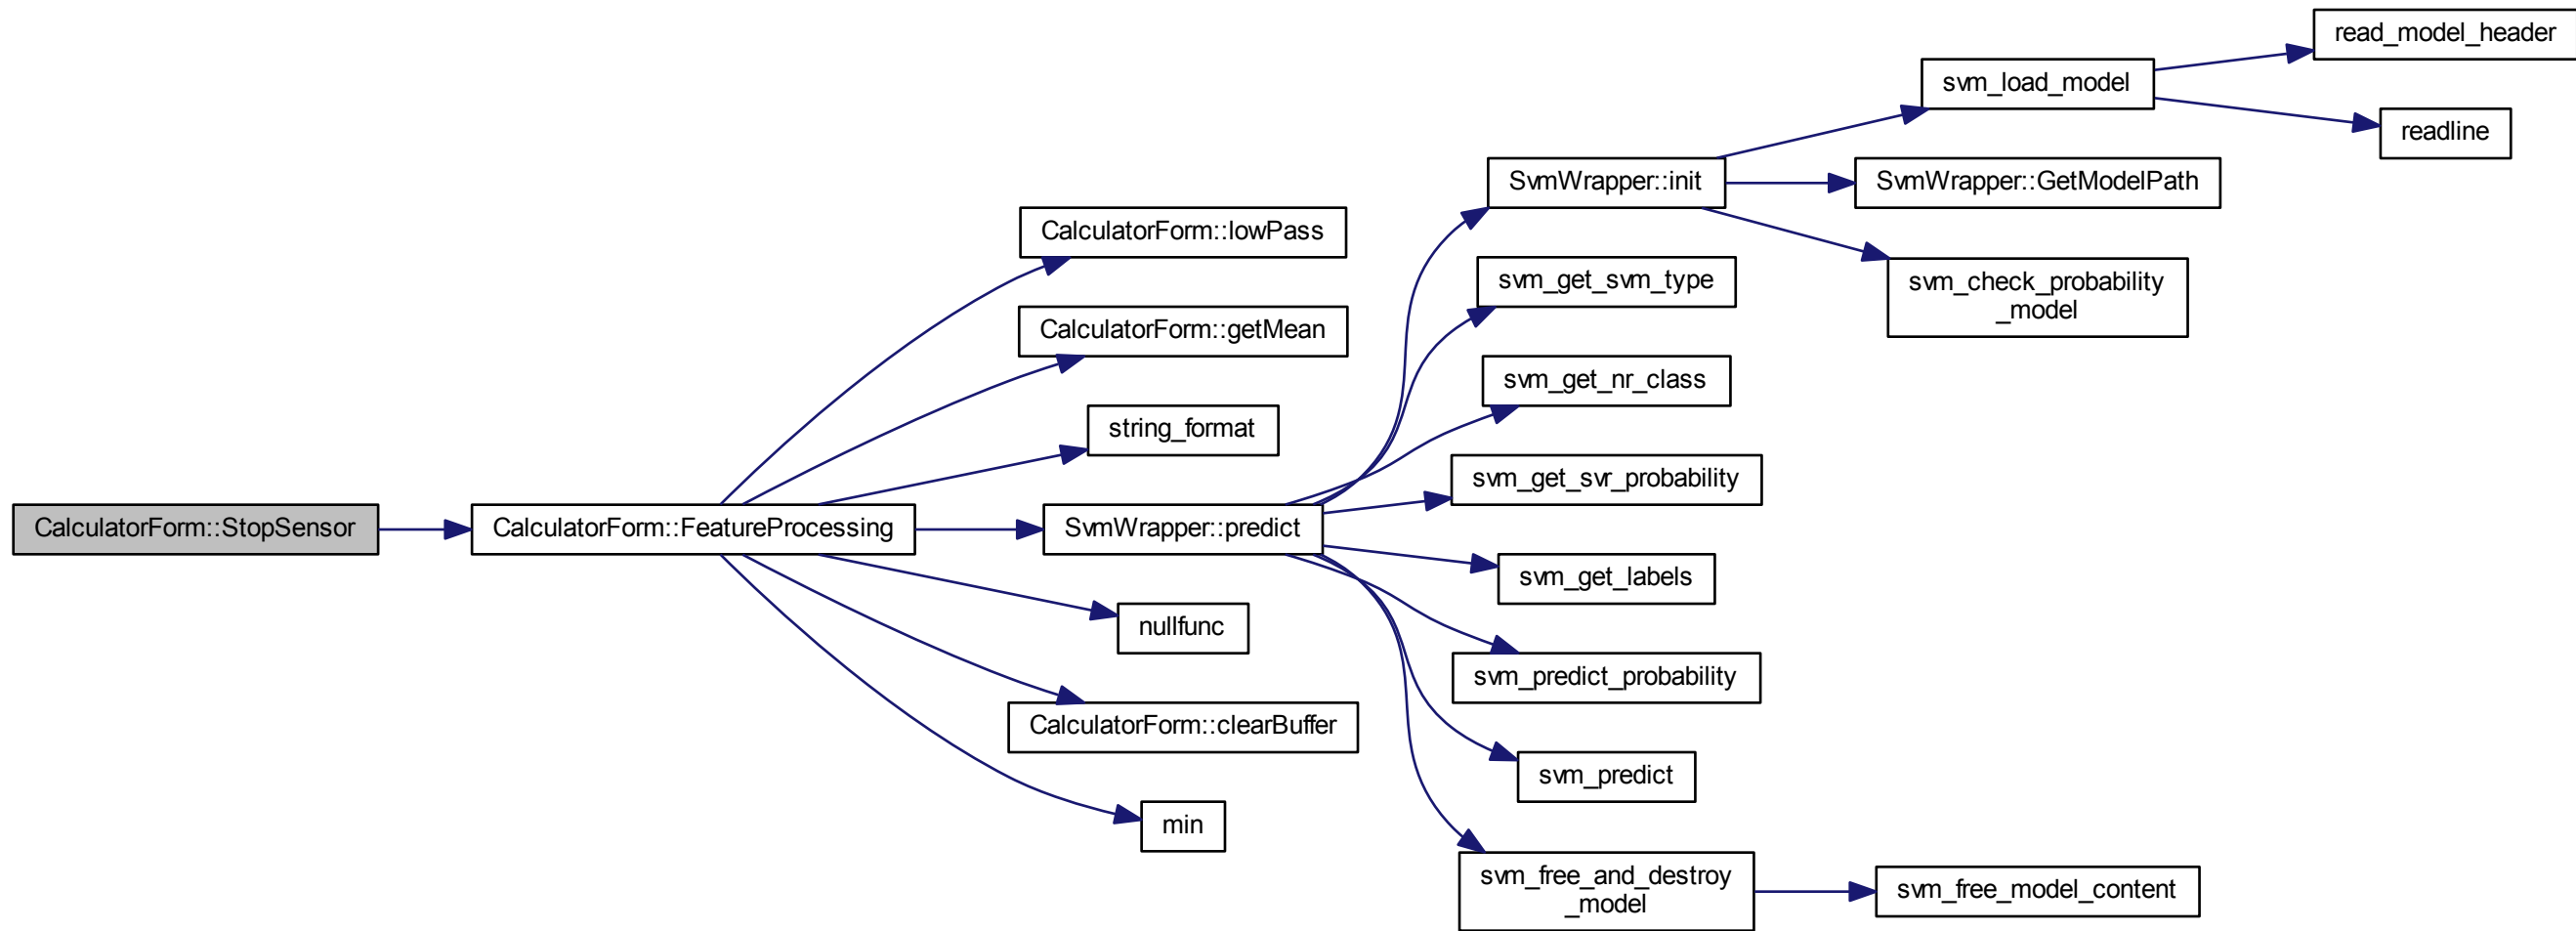 read_model_header
svm_load_model
readline
SvmWrapper::init
SvmWrapper::GetModelPath
CalculatorForm::lowPass
svm_get_svm_type
svm_check_probability
_model
CalculatorForm::getMean
svm_get_nr_class
string_format
svm_get_svr_probability
CalculatorForm::StopSensor
CalculatorForm::FeatureProcessing
SvmWrapper::predict
svm_get_labels
nullfunc
svm_predict_probability
CalculatorForm::clearBuffer
svm_predict
min
svm_free_and_destroy
_model
svm_free_model_content